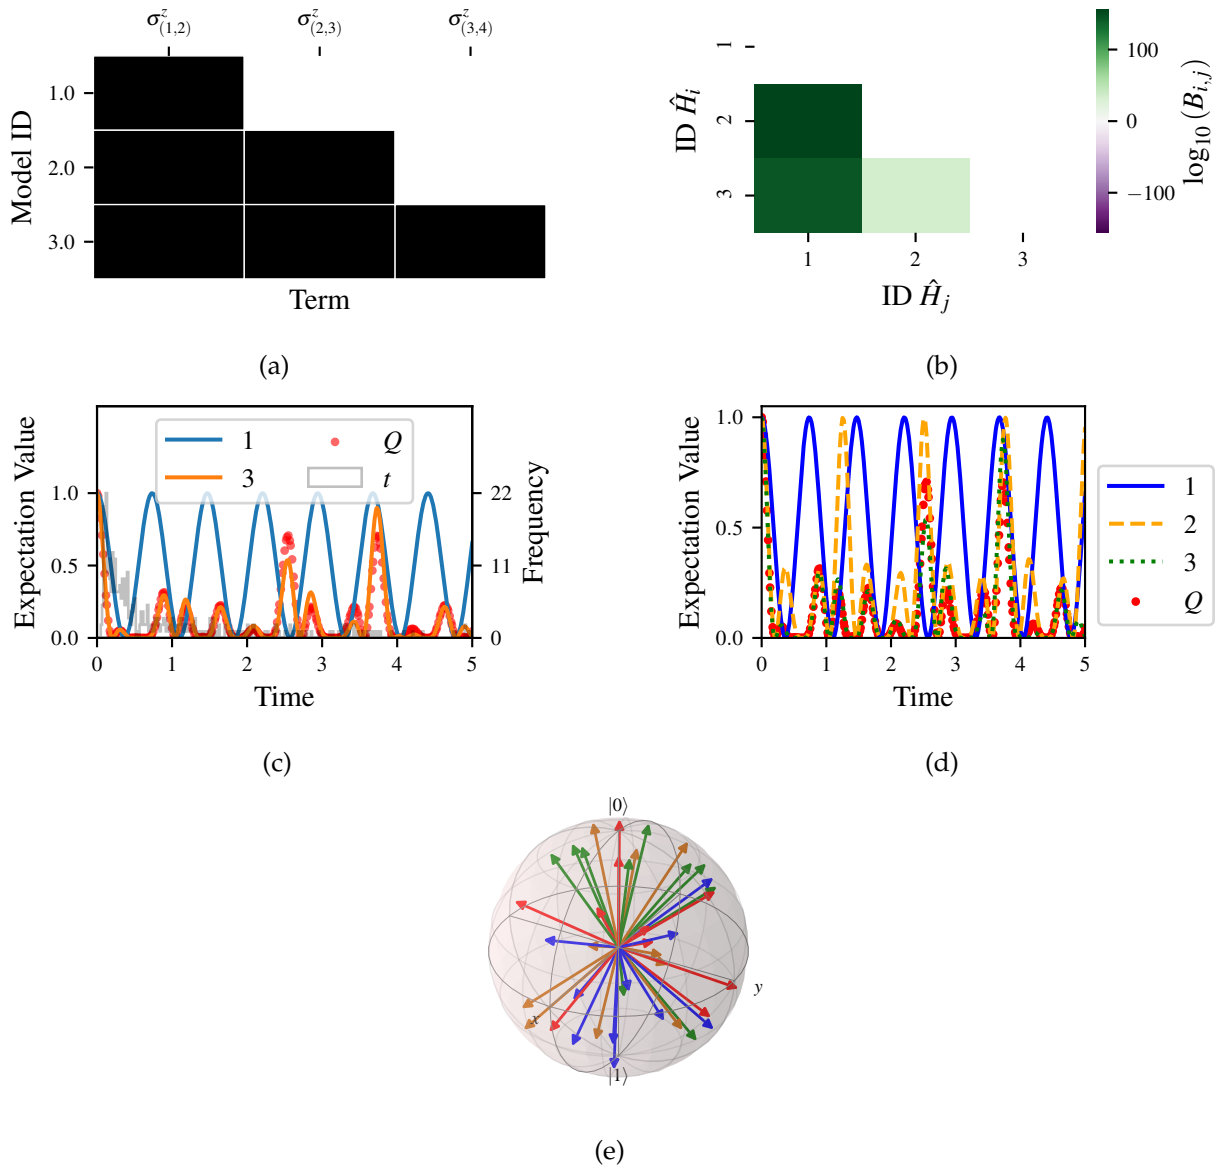 σ^z_(1,2) σ^z_(2,3) σ^z_(3,4)
Model ID
1.0
2.0
3.0
Term
(a)
ID Ĥ_i
1
2
3
1 2 3
ID Ĥ_j
100
0
−100
log₁₀(B_{i,j})
(b)
Expectation Value
1.0
0.5
0.0
1 Q
3 t
22
11
0
Frequency
0 1 2 3 4 5
Time
(c)
Expectation Value
1.0
0.5
0.0
0 1 2 3 4 5
Time
1
2
3
Q
(d)
|0⟩
y
x
|1⟩
(e)